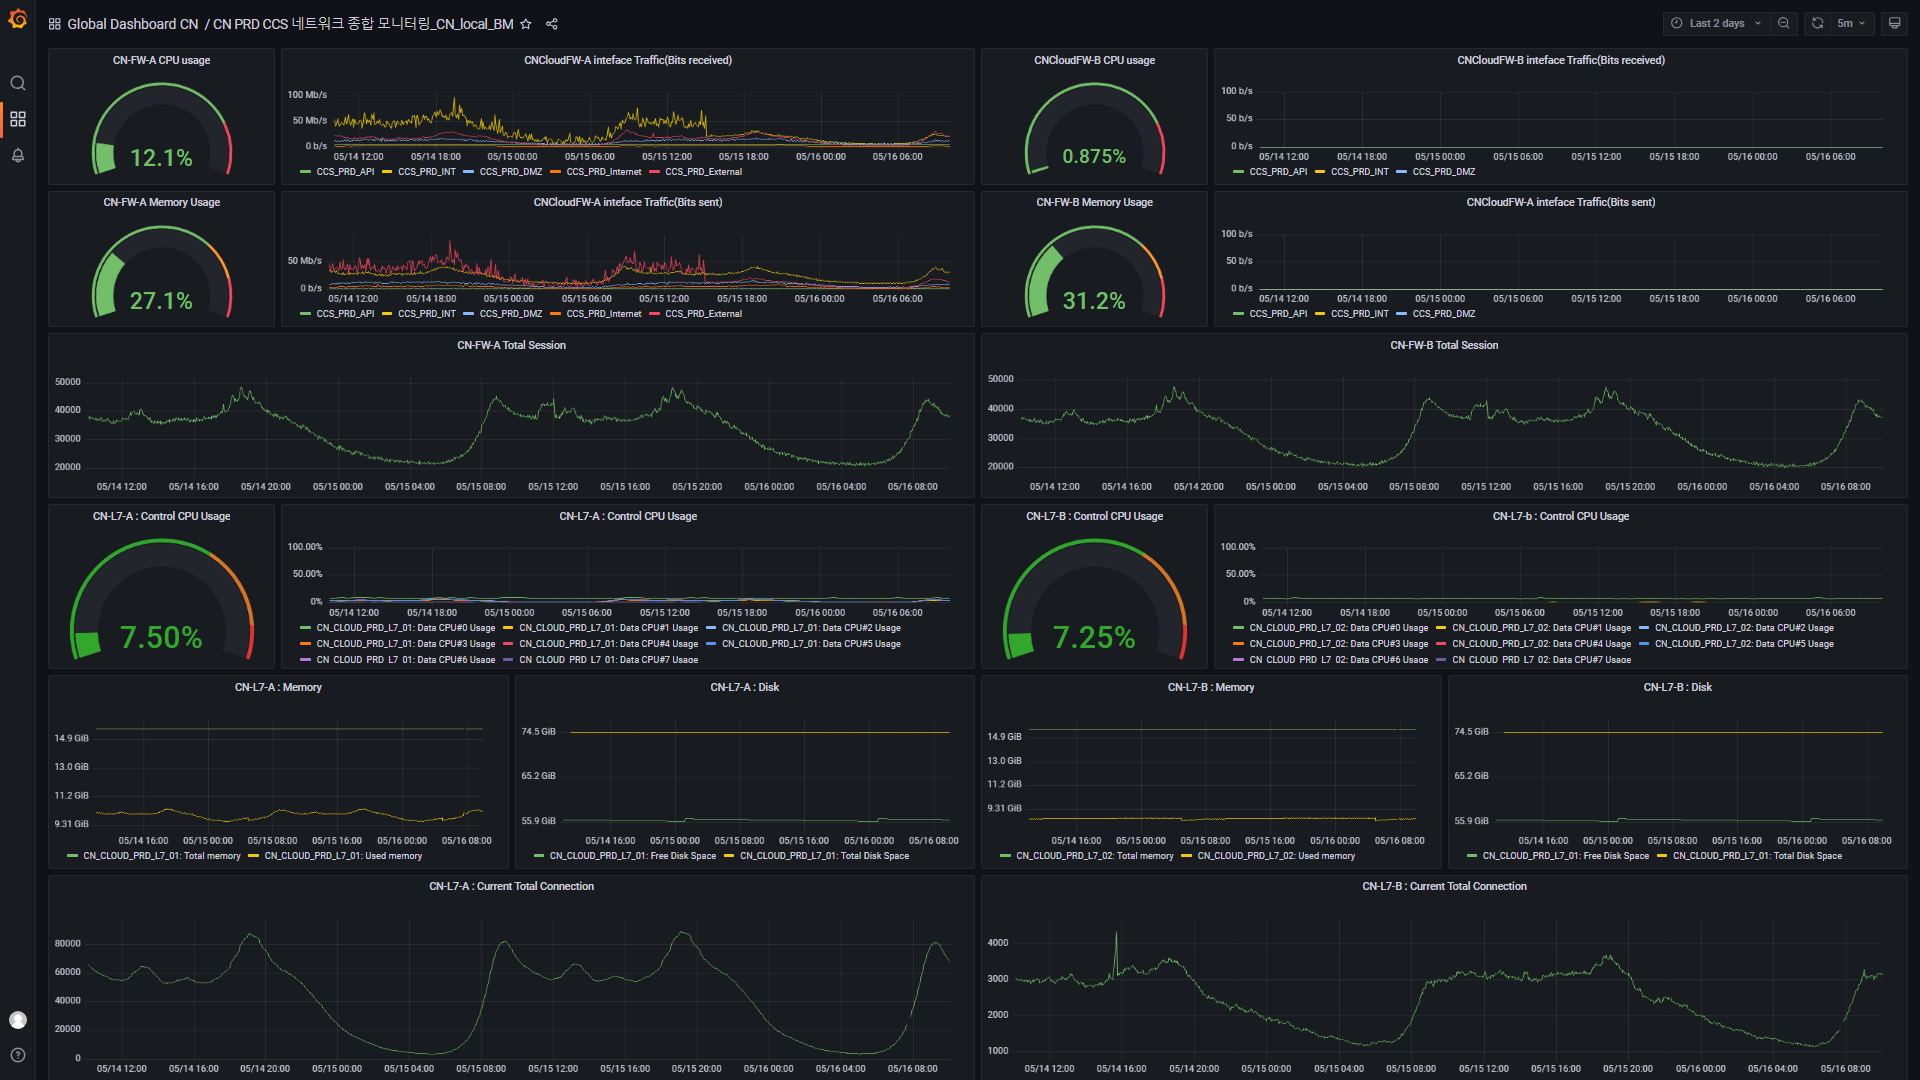 Global Dashboard CN / CN PRD CCS 네트워크 종합 모니터링_CN_local_BM
Last 2 days
5m
CN-FW-A CPU usage
12.1%
CNCloudFW-A inteface Traffic(Bits received)
100 Mb/s
50 Mb/s
0 b/s
05/14 12:00 05/14 18:00 05/15 00:00 05/15 06:00 05/15 12:00 05/15 18:00 05/16 00:00 05/16 06:00
CCS_PRD_API CCS_PRD_INT CCS_PRD_DMZ CCS_PRD_Internet CCS_PRD_External
CNCloudFW-B CPU usage
0.875%
CNCloudFW-B inteface Traffic(Bits received)
100 b/s
50 b/s
0 b/s
05/14 12:00 05/14 18:00 05/15 00:00 05/15 06:00 05/15 12:00 05/15 18:00 05/16 00:00 05/16 06:00
CCS_PRD_API CCS_PRD_INT CCS_PRD_DMZ
CN-FW-A Memory Usage
27.1%
CNCloudFW-A inteface Traffic(Bits sent)
50 Mb/s
0 b/s
05/14 12:00 05/14 18:00 05/15 00:00 05/15 06:00 05/15 12:00 05/15 18:00 05/16 00:00 05/16 06:00
CCS_PRD_API CCS_PRD_INT CCS_PRD_DMZ CCS_PRD_Internet CCS_PRD_External
CN-FW-B Memory Usage
31.2%
CNCloudFW-A inteface Traffic(Bits sent)
100 b/s
50 b/s
0 b/s
05/14 12:00 05/14 18:00 05/15 00:00 05/15 06:00 05/15 12:00 05/15 18:00 05/16 00:00 05/16 06:00
CCS_PRD_API CCS_PRD_INT CCS_PRD_DMZ
CN-FW-A Total Session
50000
40000
30000
20000
05/14 12:00 05/14 16:00 05/14 20:00 05/15 00:00 05/15 04:00 05/15 08:00 05/15 12:00 05/15 16:00 05/15 20:00 05/16 00:00 05/16 04:00 05/16 08:00
CN-FW-B Total Session
50000
40000
30000
20000
05/14 12:00 05/14 16:00 05/14 20:00 05/15 00:00 05/15 04:00 05/15 08:00 05/15 12:00 05/15 16:00 05/15 20:00 05/16 00:00 05/16 04:00 05/16 08:00
CN-L7-A : Control CPU Usage
7.50%
CN-L7-A : Control CPU Usage
100.00%
50.00%
0%
05/14 12:00 05/14 18:00 05/15 00:00 05/15 06:00 05/15 12:00 05/15 18:00 05/16 00:00 05/16 06:00
CN_CLOUD_PRD_L7_01: Data CPU#0 Usage CN_CLOUD_PRD_L7_01: Data CPU#1 Usage CN_CLOUD_PRD_L7_01: Data CPU#2 Usage
CN_CLOUD_PRD_L7_01: Data CPU#3 Usage CN_CLOUD_PRD_L7_01: Data CPU#4 Usage CN_CLOUD_PRD_L7_01: Data CPU#5 Usage
CN_CLOUD_PRD_L7_01: Data CPU#6 Usage CN_CLOUD_PRD_L7_01: Data CPU#7 Usage
CN-L7-B : Control CPU Usage
7.25%
CN-L7-b : Control CPU Usage
100.00%
50.00%
0%
05/14 12:00 05/14 18:00 05/15 00:00 05/15 06:00 05/15 12:00 05/15 18:00 05/16 00:00 05/16 06:00
CN_CLOUD_PRD_L7_02: Data CPU#0 Usage CN_CLOUD_PRD_L7_02: Data CPU#1 Usage CN_CLOUD_PRD_L7_02: Data CPU#2 Usage
CN_CLOUD_PRD_L7_02: Data CPU#3 Usage CN_CLOUD_PRD_L7_02: Data CPU#4 Usage CN_CLOUD_PRD_L7_02: Data CPU#5 Usage
CN_CLOUD_PRD_L7_02: Data CPU#6 Usage CN_CLOUD_PRD_L7_02: Data CPU#7 Usage
CN-L7-A : Memory
14.9 GiB
13.0 GiB
11.2 GiB
9.31 GiB
05/14 16:00 05/15 00:00 05/15 08:00 05/15 16:00 05/16 00:00 05/16 08:00
CN_CLOUD_PRD_L7_01: Total memory CN_CLOUD_PRD_L7_01: Used memory
CN-L7-A : Disk
74.5 GiB
65.2 GiB
55.9 GiB
05/14 16:00 05/15 00:00 05/15 08:00 05/15 16:00 05/16 00:00 05/16 08:00
CN_CLOUD_PRD_L7_01: Free Disk Space CN_CLOUD_PRD_L7_01: Total Disk Space
CN-L7-B : Memory
14.9 GiB
13.0 GiB
11.2 GiB
9.31 GiB
05/14 16:00 05/15 00:00 05/15 08:00 05/15 16:00 05/16 00:00 05/16 08:00
CN_CLOUD_PRD_L7_02: Total memory CN_CLOUD_PRD_L7_02: Used memory
CN-L7-B : Disk
74.5 GiB
65.2 GiB
55.9 GiB
05/14 16:00 05/15 00:00 05/15 08:00 05/15 16:00 05/16 00:00 05/16 08:00
CN_CLOUD_PRD_L7_01: Free Disk Space CN_CLOUD_PRD_L7_01: Total Disk Space
CN-L7-A : Current Total Connection
80000
60000
40000
20000
0
05/14 12:00 05/14 16:00 05/14 20:00 05/15 00:00 05/15 04:00 05/15 08:00 05/15 12:00 05/15 16:00 05/15 20:00 05/16 00:00 05/16 04:00 05/16 08:00
CN-L7-B : Current Total Connection
4000
3000
2000
1000
05/14 12:00 05/14 16:00 05/14 20:00 05/15 00:00 05/15 04:00 05/15 08:00 05/15 12:00 05/15 16:00 05/15 20:00 05/16 00:00 05/16 04:00 05/16 08:00